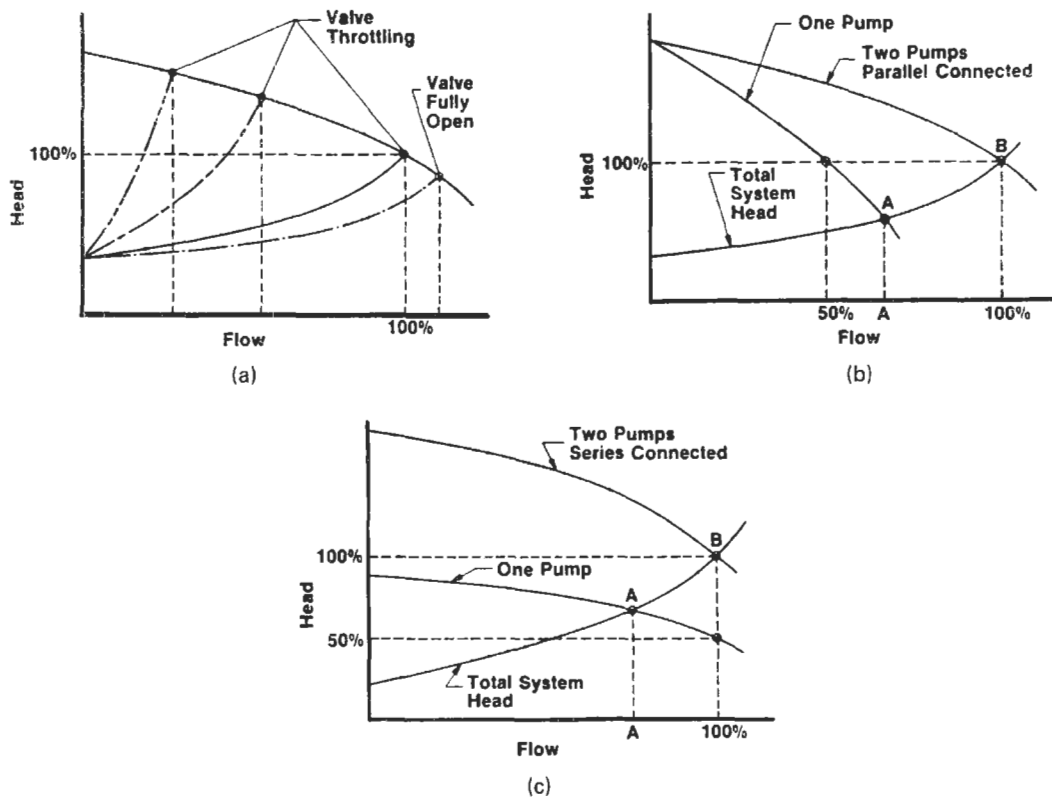 Valve
Throttling
Valve
Fully
Open
100%
Head
100%
Flow
(a)
One Pump
Two Pumps
Parallel Connected
B
100%
Total
System
Head
A
Head
50%
A
100%
Flow
(b)
Two Pumps
Series Connected
B
100%
One Pump
A
Head
50%
Total System
Head
A
100%
Flow
(c)